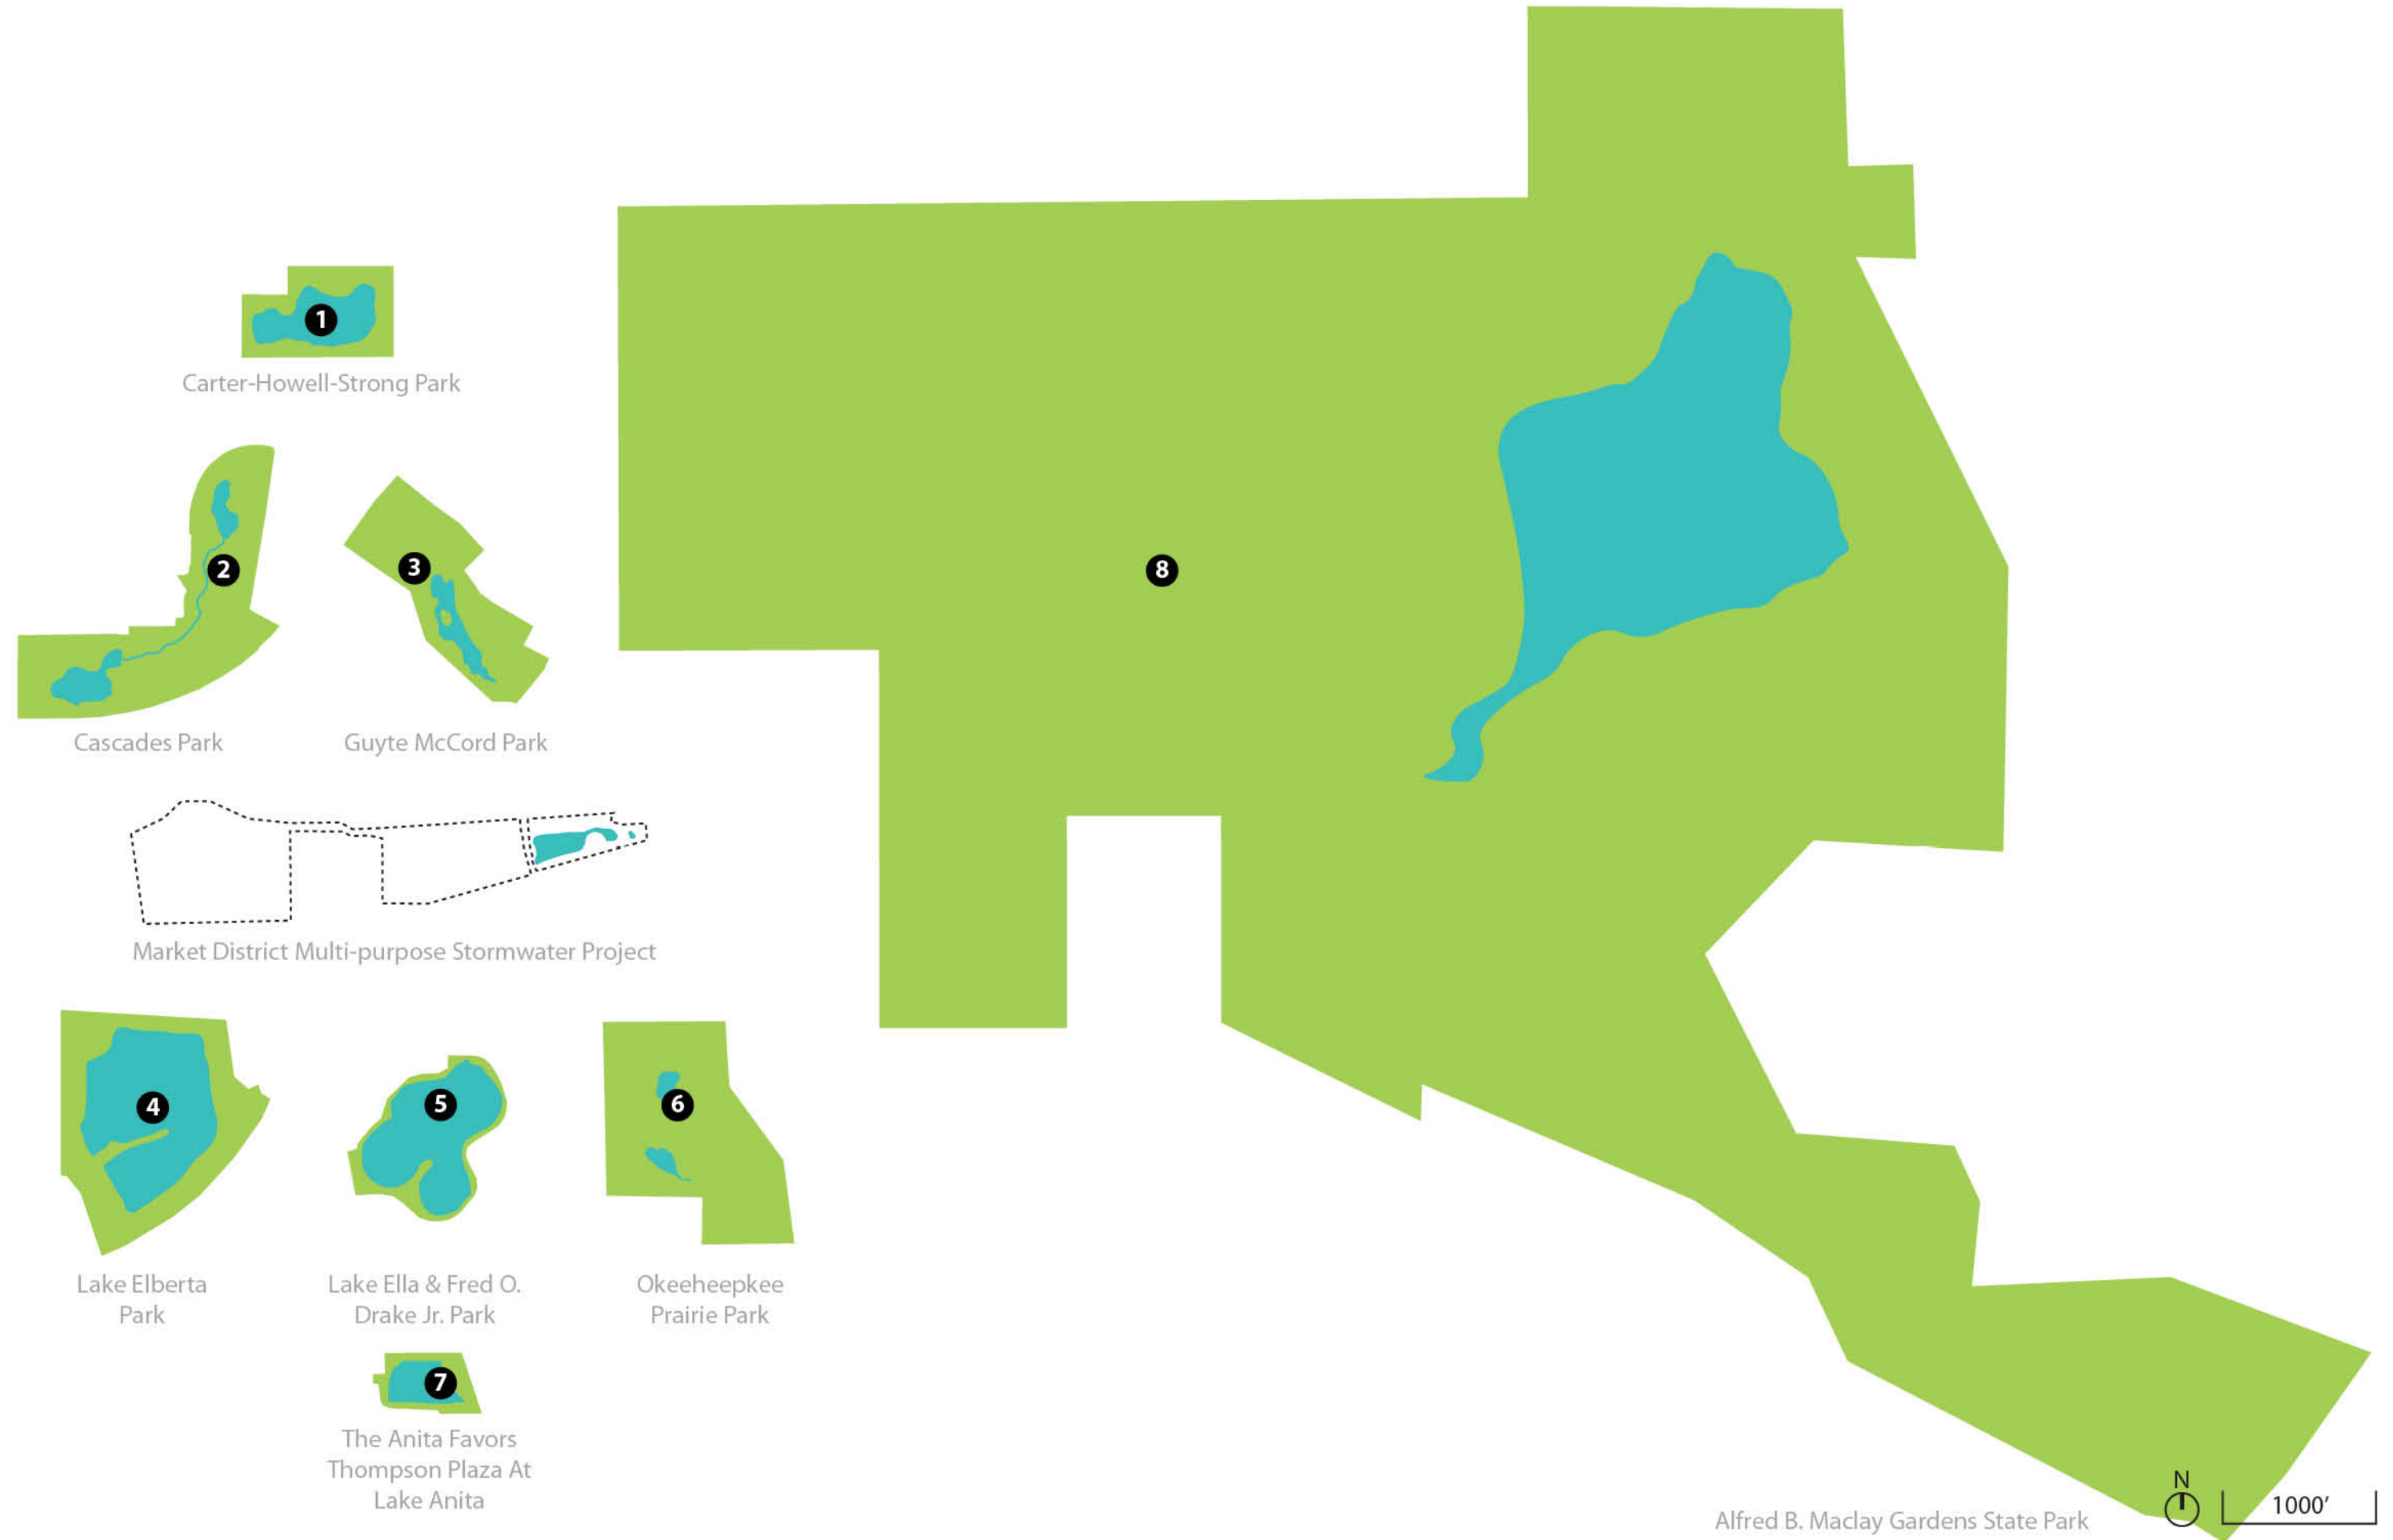 1
Carter-Howell-Strong Park
2
3
Cascades Park
Guyte McCord Park
8
Market District Multi-purpose Stormwater Project
4
5
6
Lake Elberta
Park
Lake Ella & Fred O.
Drake Jr. Park
Okeeheepkee
Prairie Park
7
The Anita Favors
Thompson Plaza At
Lake Anita
Alfred B. Maclay Gardens State Park
N
1000’